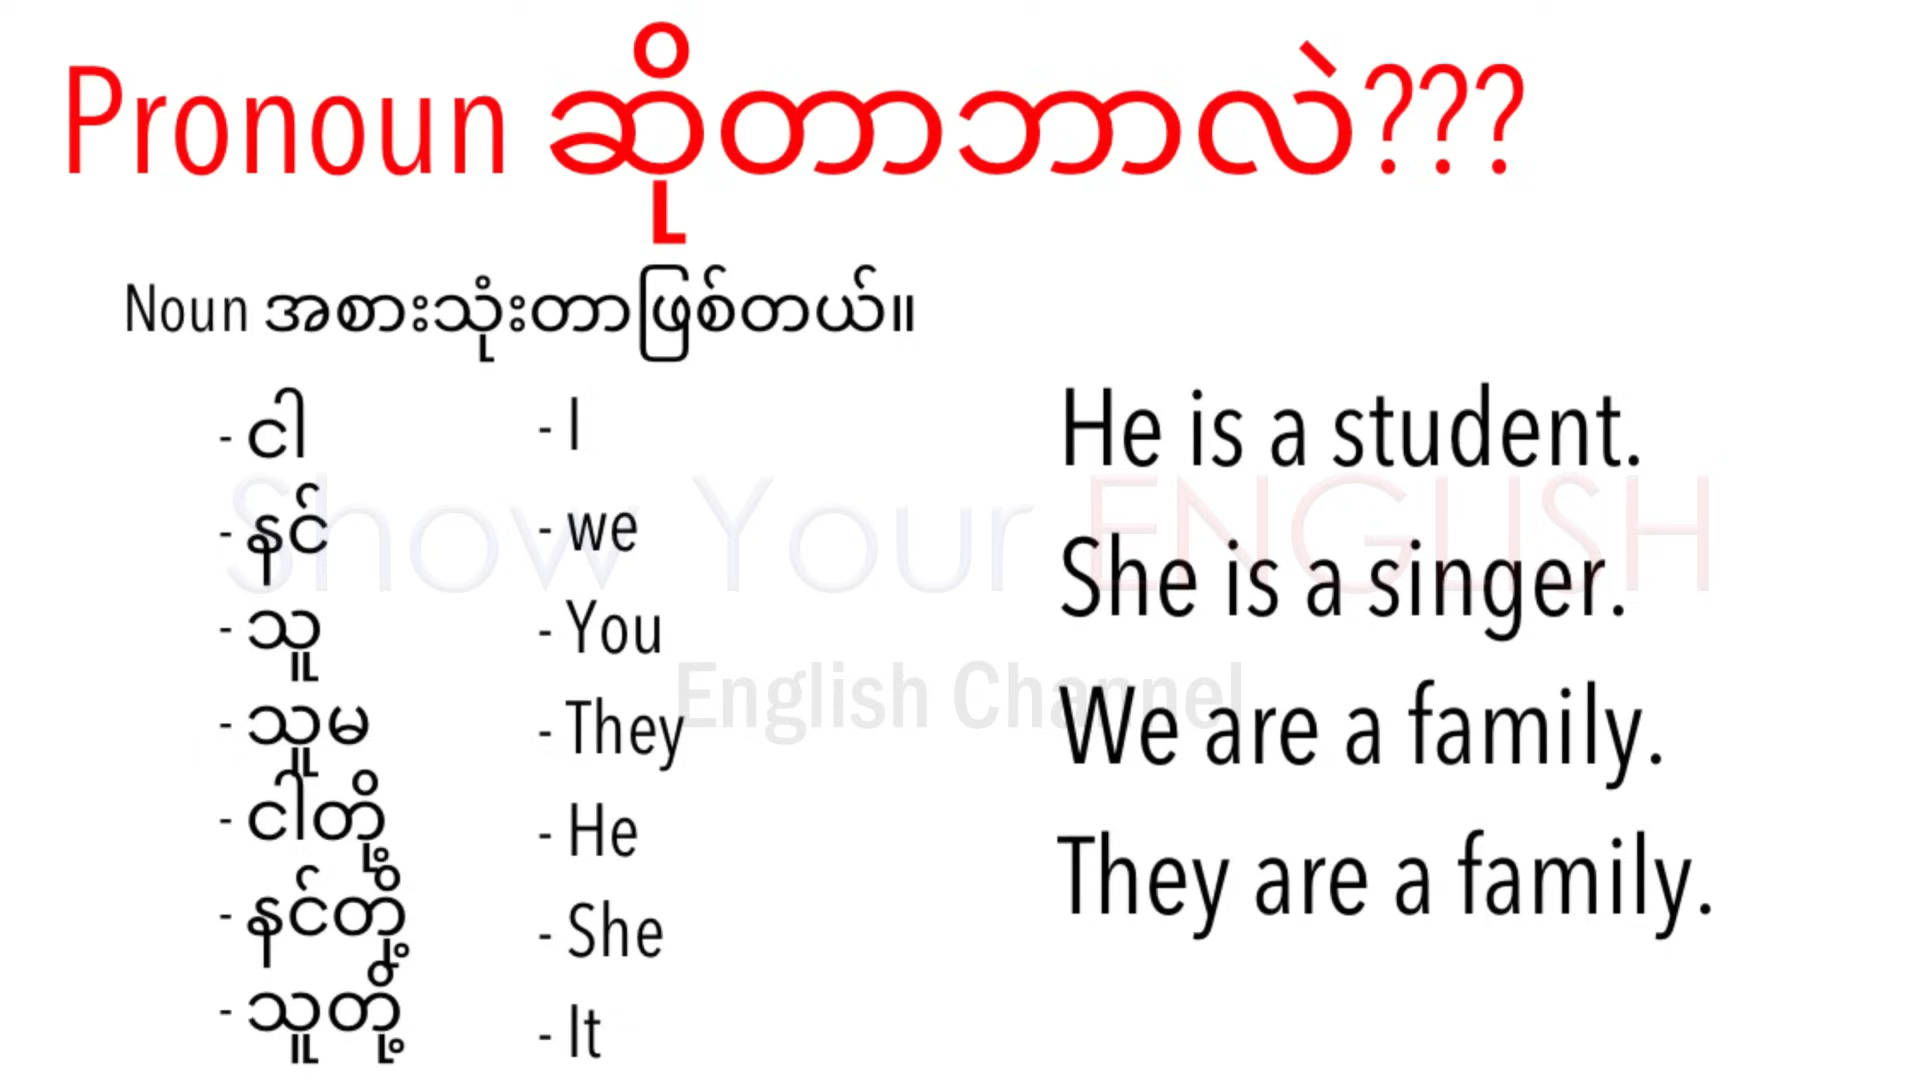 Pronoun ဆိုတာဘာလဲ???
Noun အစားသုံးတာဖြစ်တယ်။
- ငါ
- နင်
- သူ
- သူမ
- ငါတို့
- နင်တို့
- သူတို့
- I
- we
- You
- They
- He
- She
- It
He is a student.
She is a singer.
We are a family.
They are a family.
Show Your ENGLISH
English Channel